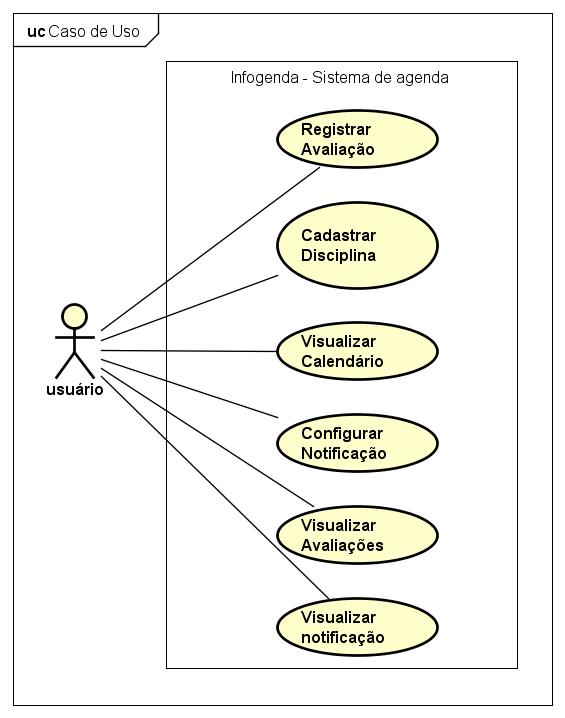 uc Caso de Uso
Infogenda - Sistema de agenda
Registrar
Avaliação
Cadastrar
Disciplina
Visualizar
Calendário
usuário
Configurar
Notificação
Visualizar
Avaliações
Visualizar
notificação